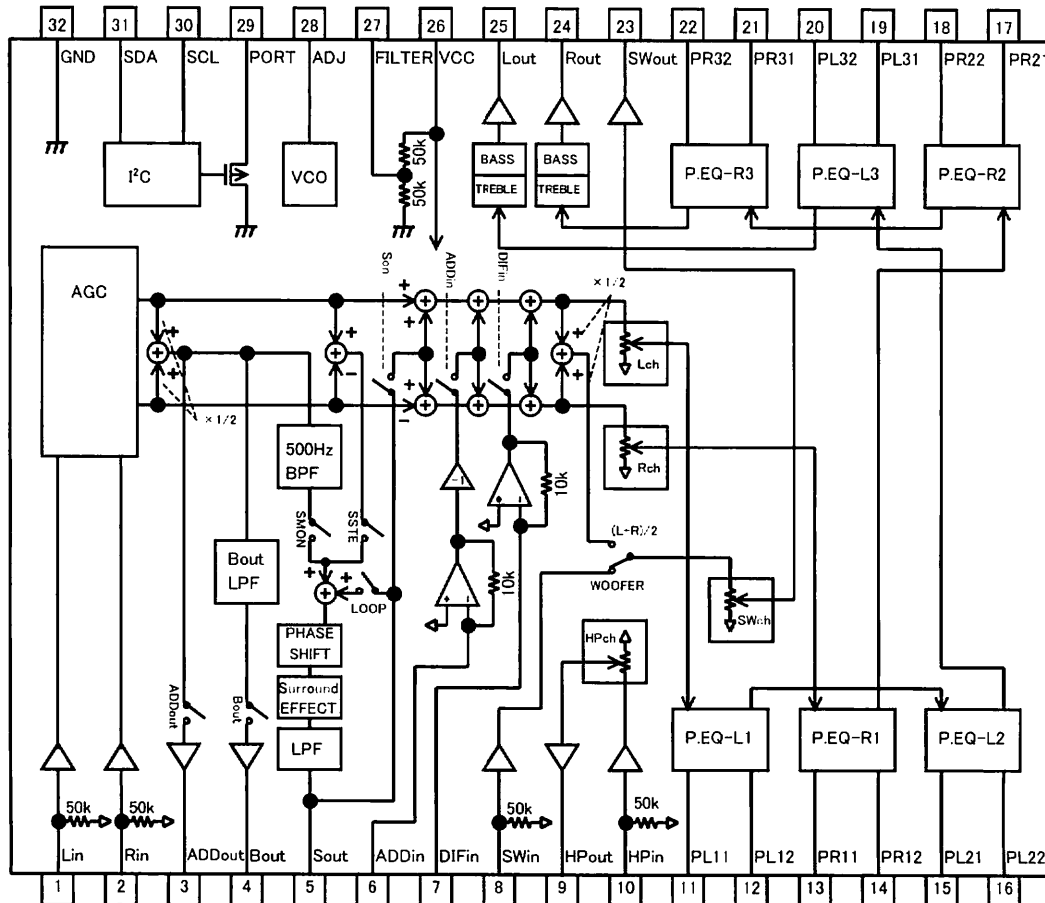 32 31 30 29 28 27 26 25 24 23 22 21 20 19 18 17
GND SDA SCL PORT ADJ FILTER VCC Lout Rout SWout PR32 PR31 PL32 PL31 PR22 PR21
50k
50k
I²C
VCO
BASS
TREBLE
BASS
TREBLE
P.EQ-R3
P.EQ-L3
P.EQ-R2
AGC
Son
ADDin
DIFin
×1/2
+
+
+
+
-
+
-
+
+
+
+
+
+
+
+
+
+
+
+
+
×1/2
Lch
Rch
500Hz
BPF
-1
10k
+
-
SMON
SSTE
Bout
LPF
+
+
+
LOOP
10k
+
-
(L+R)/2
WOOFER
SWch
PHASE
SHIFT
HPch
ADDout
Bout
Surround
EFFECT
LPF
P.EQ-L1
P.EQ-R1
P.EQ-L2
50k
50k
50k
50k
Lin Rin ADDout Bout Sout ADDin DIFin SWin HPout HPin PL11 PL12 PR11 PR12 PL21 PL22
1 2 3 4 5 6 7 8 9 10 11 12 13 14 15 16